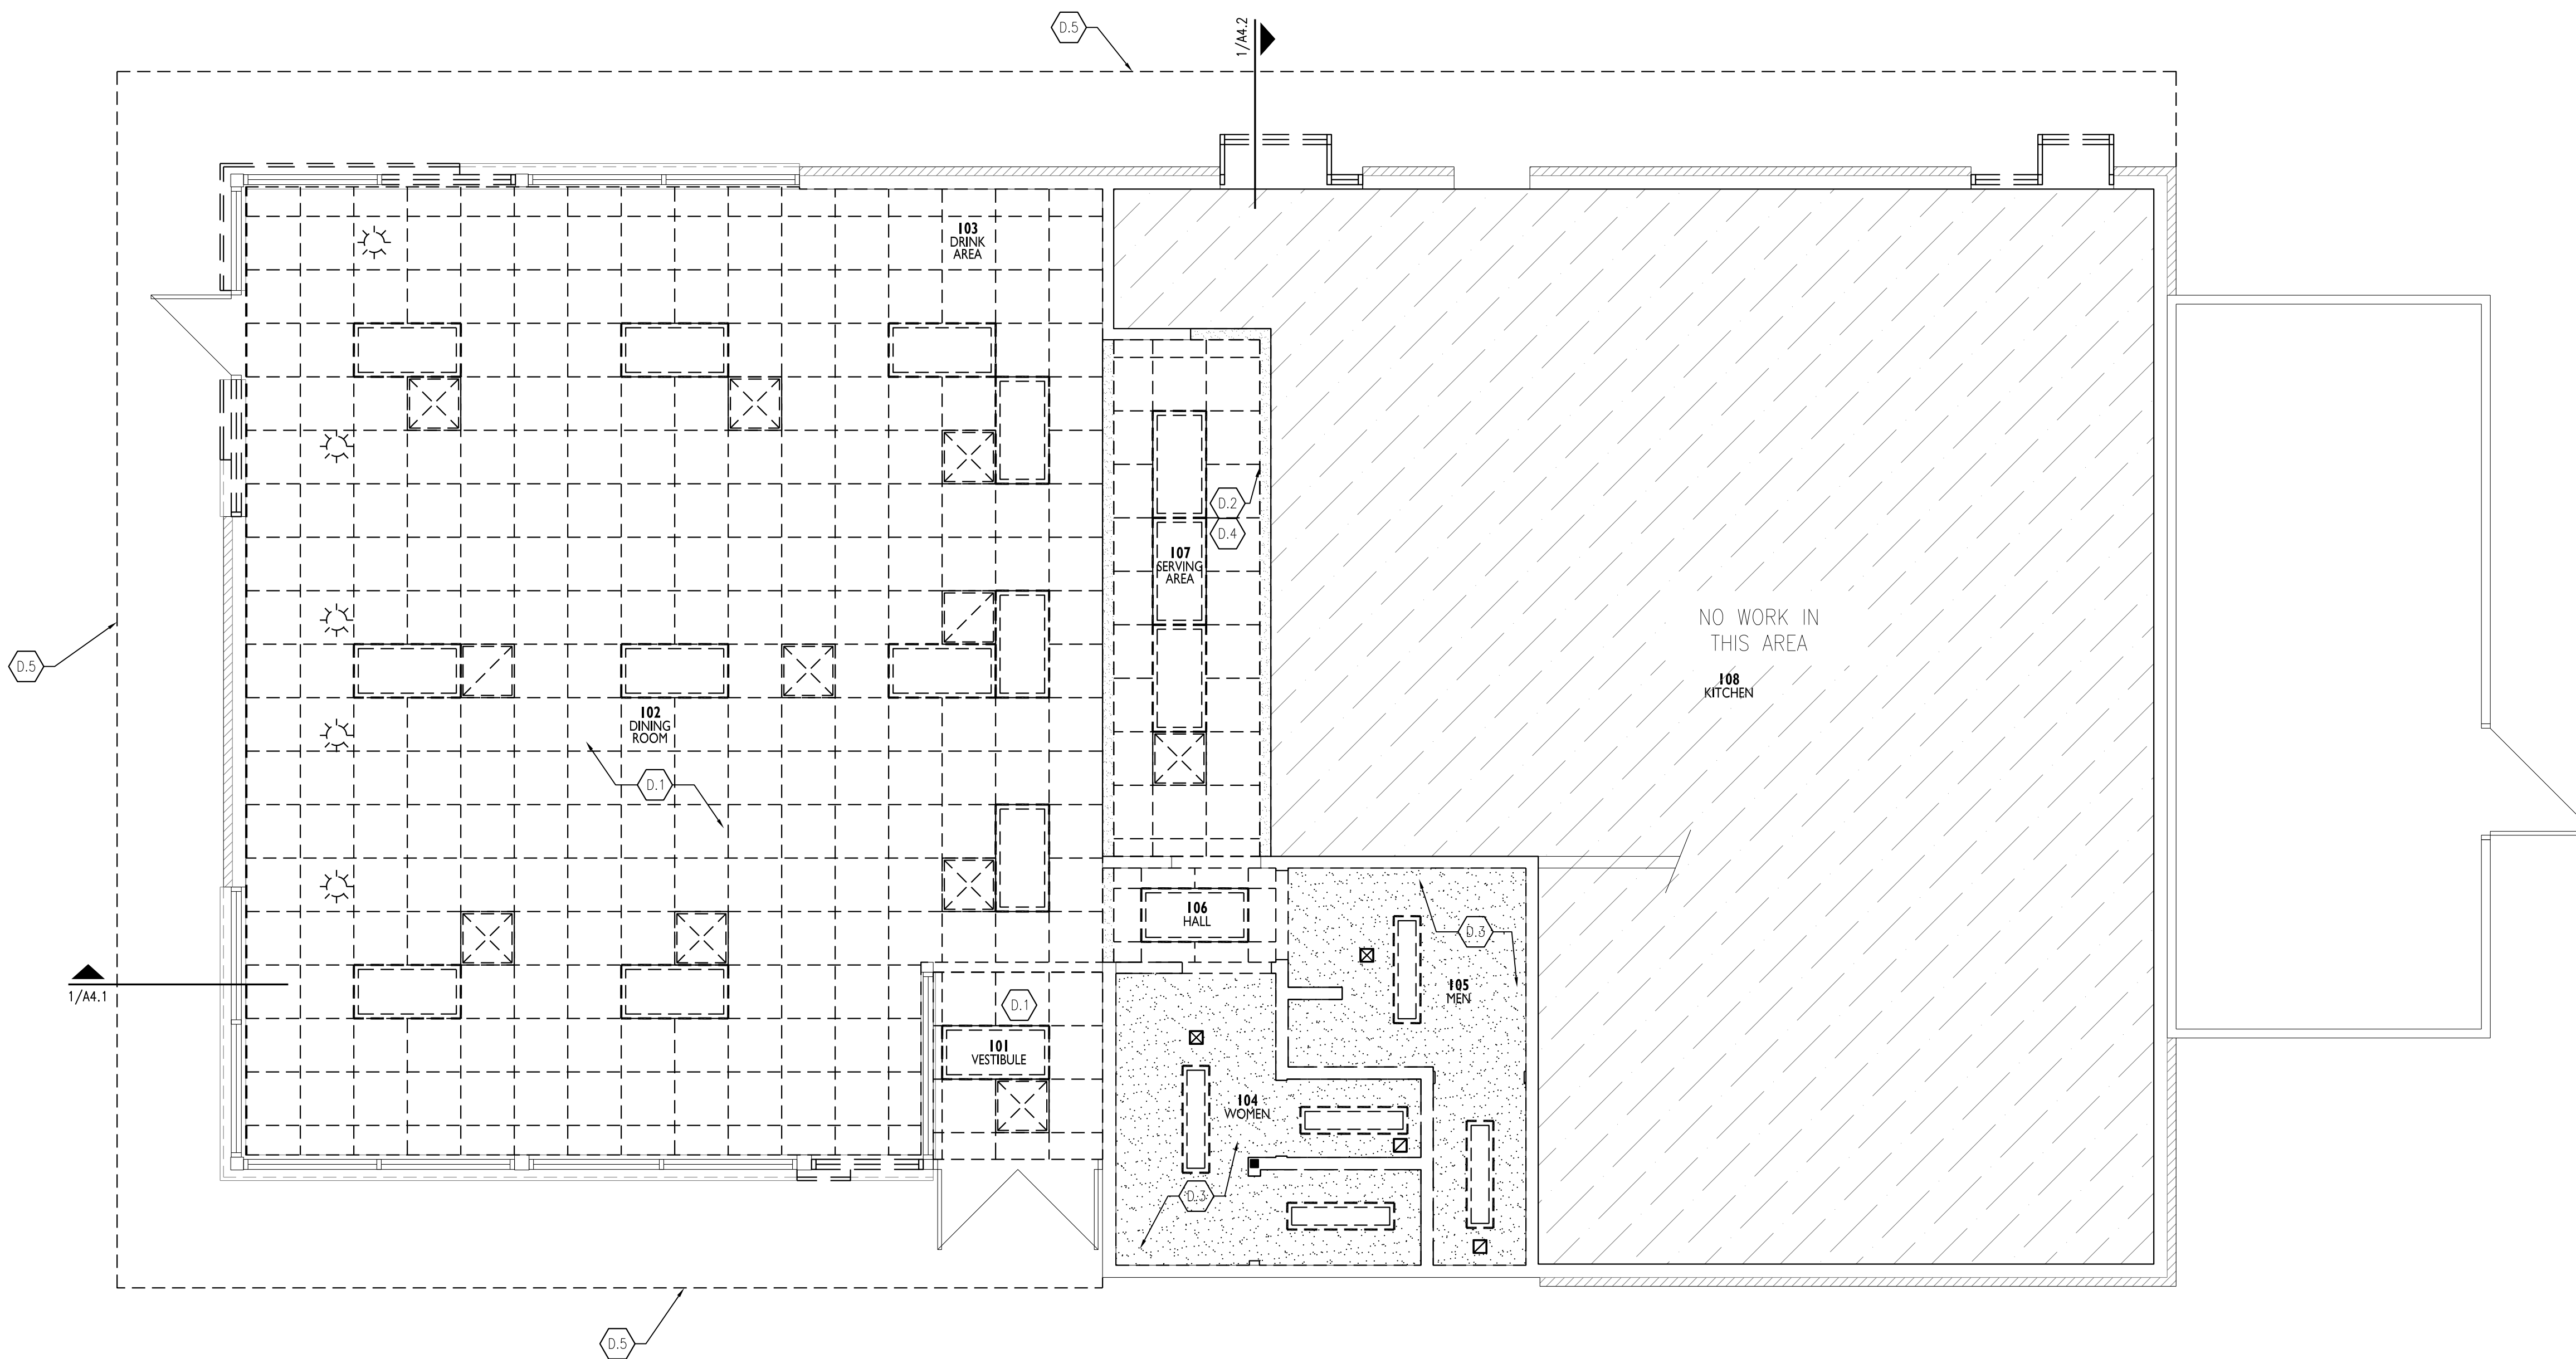 D.5
1/A4.2
103
DRINK
AREA
D.2
D.4
107
SERVING
AREA
NO WORK IN
THIS AREA
108
KITCHEN
D.5
102
DINING
ROOM
D.1
106
HALL
D.3
1/A4.1
105
MEN
D.1
101
VESTIBULE
104
WOMEN
D.3
D.5